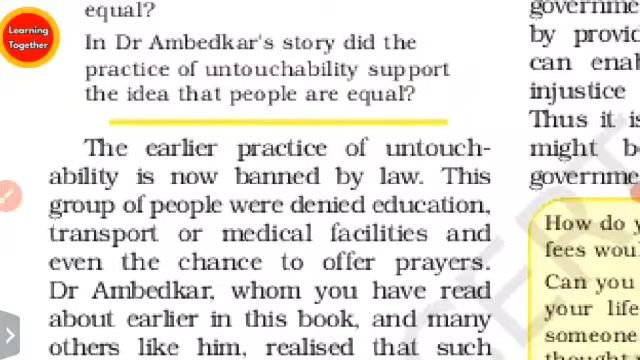 Learning
Together
equal?
In Dr Ambedkar's story did the
practice of untouchability support
the idea that people are equal?
The earlier practice of untouch-
ability is now banned by law. This
group of people were denied education,
transport or medical facilities and
even the chance to offer prayers.
Dr Ambedkar, whom you have read
about earlier in this book, and many
others like him, realised that such
governme
by provid
can enab
injustice
Thus it is
might b
governme
How do y
fees woul
Can you
your life
someone
thought